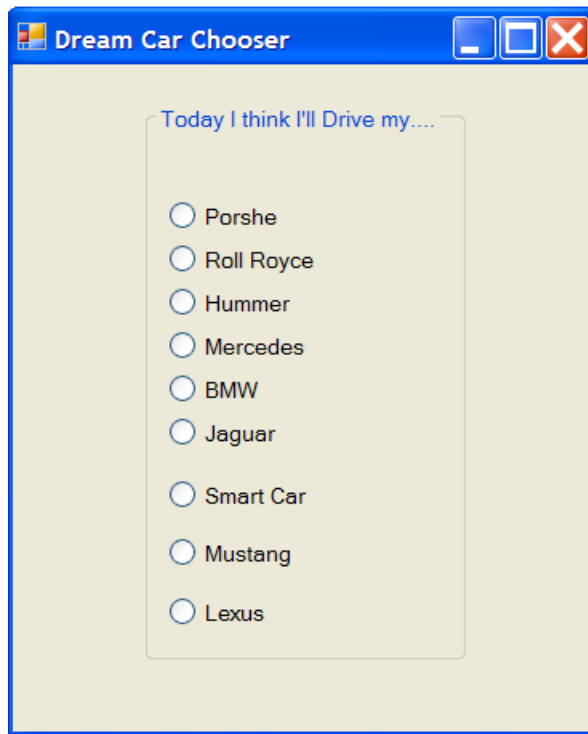 Dream Car Chooser
Today I think I'll Drive my....
Porshe
Roll Royce
Hummer
Mercedes
BMW
Jaguar
Smart Car
Mustang
Lexus